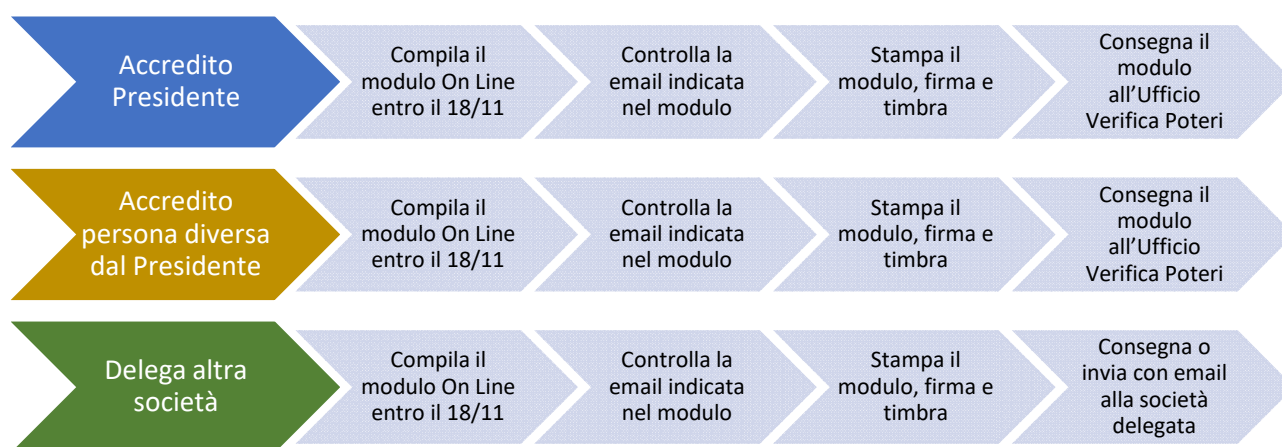 Accredito
Presidente
Compila il
modulo On Line
entro il 18/11
Controlla la
email indicata
nel modulo
Stampa il
modulo, firma e
timbra
Consegna il
modulo
all'Ufficio
Verifica Poteri
Accredito
persona diversa
dal Presidente
Compila il
modulo On Line
entro il 18/11
Controlla la
email indicata
nel modulo
Stampa il
modulo, firma e
timbra
Consegna il
modulo
all'Ufficio
Verifica Poteri
Delega altra
società
Compila il
modulo On Line
entro il 18/11
Controlla la
email indicata
nel modulo
Stampa il
modulo, firma e
timbra
Consegna o
invia con email
alla società
delegata